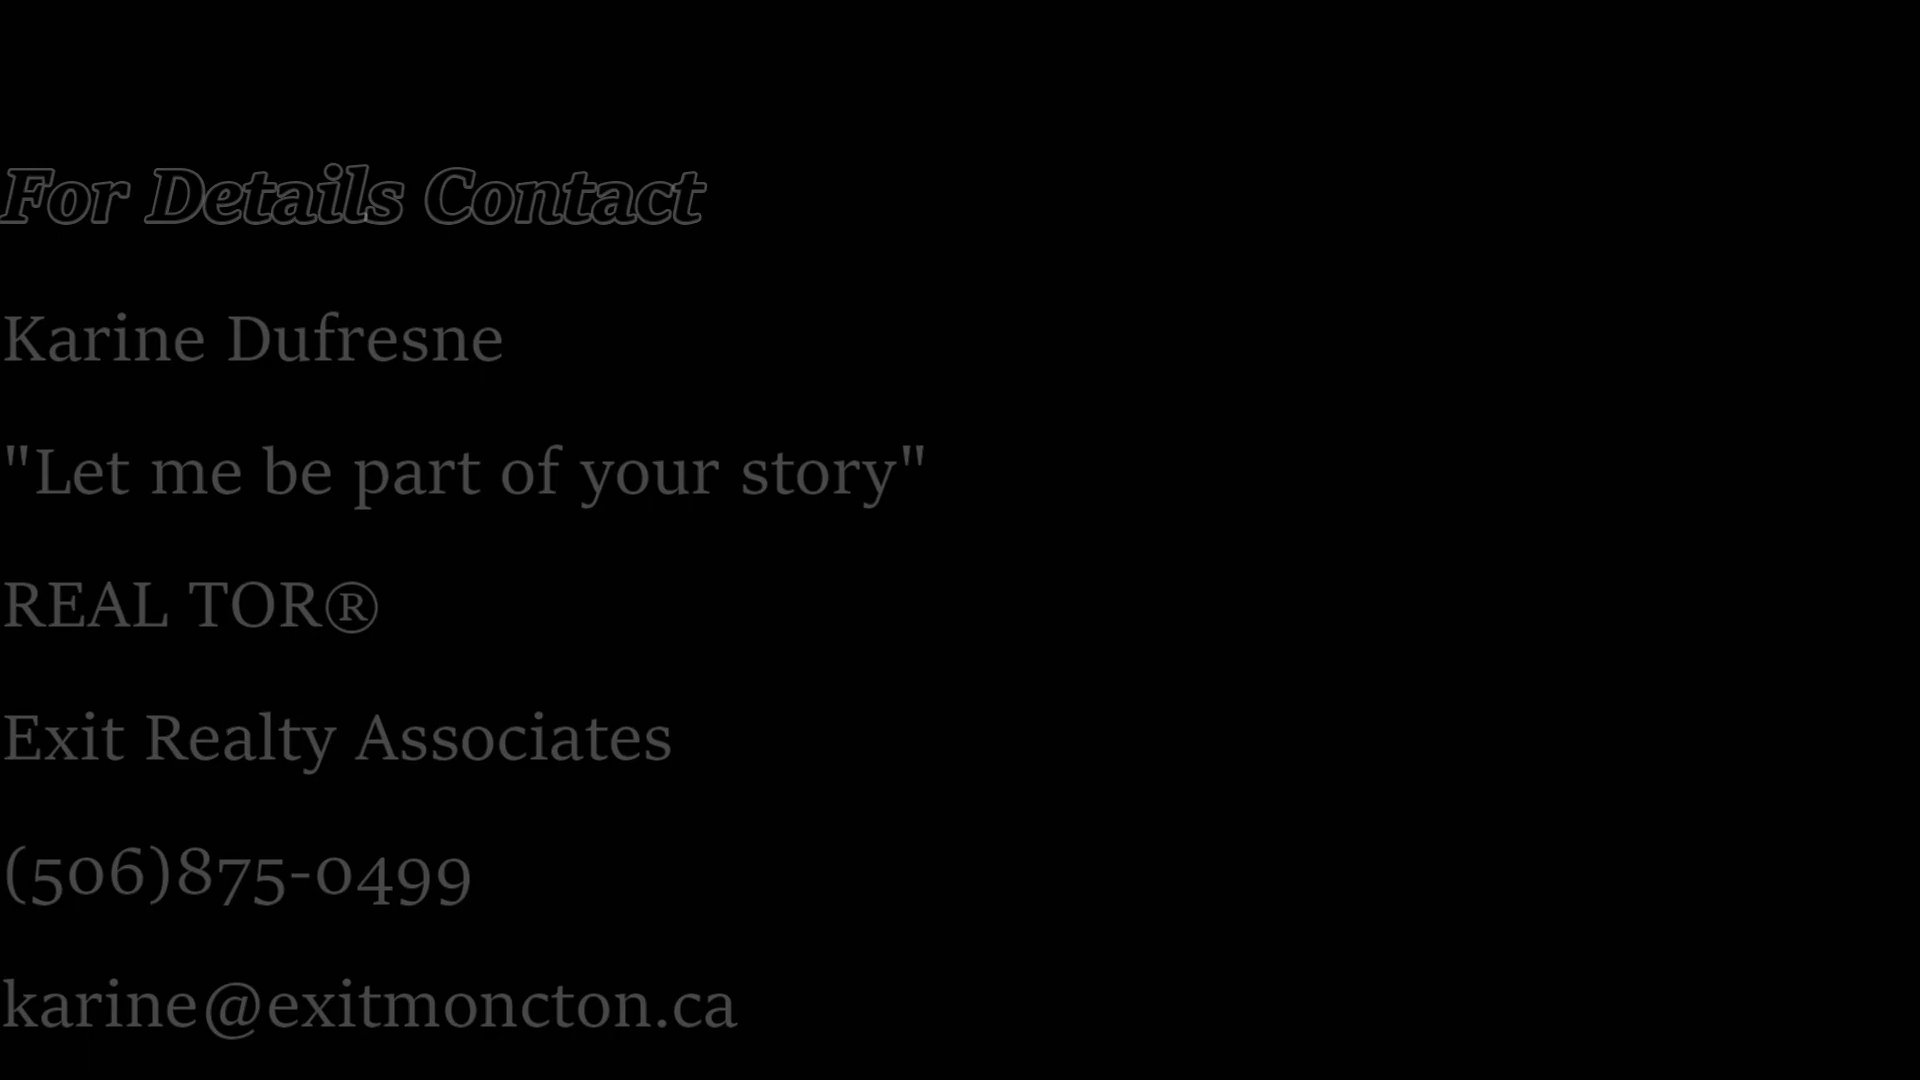 For Details Contact
Karine Dufresne
"Let me be part of your story"
REAL TOR®
Exit Realty Associates
(506)875-0499
karine@exitmoncton.ca